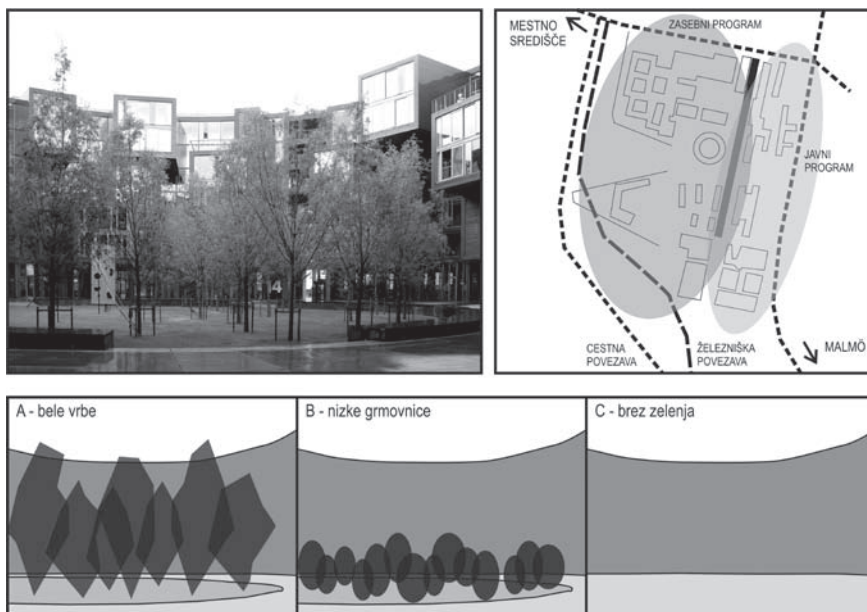 MESTNO
SREDIŠČE
ZASEBNI PROGRAM
JAVNI
PROGRAM
CESTNA
POVEZAVA
ŽELEZNIŠKA
POVEZAVA
MALMÖ
A - bele vrbe
B - nizke grmovnice
C - brez zelenja